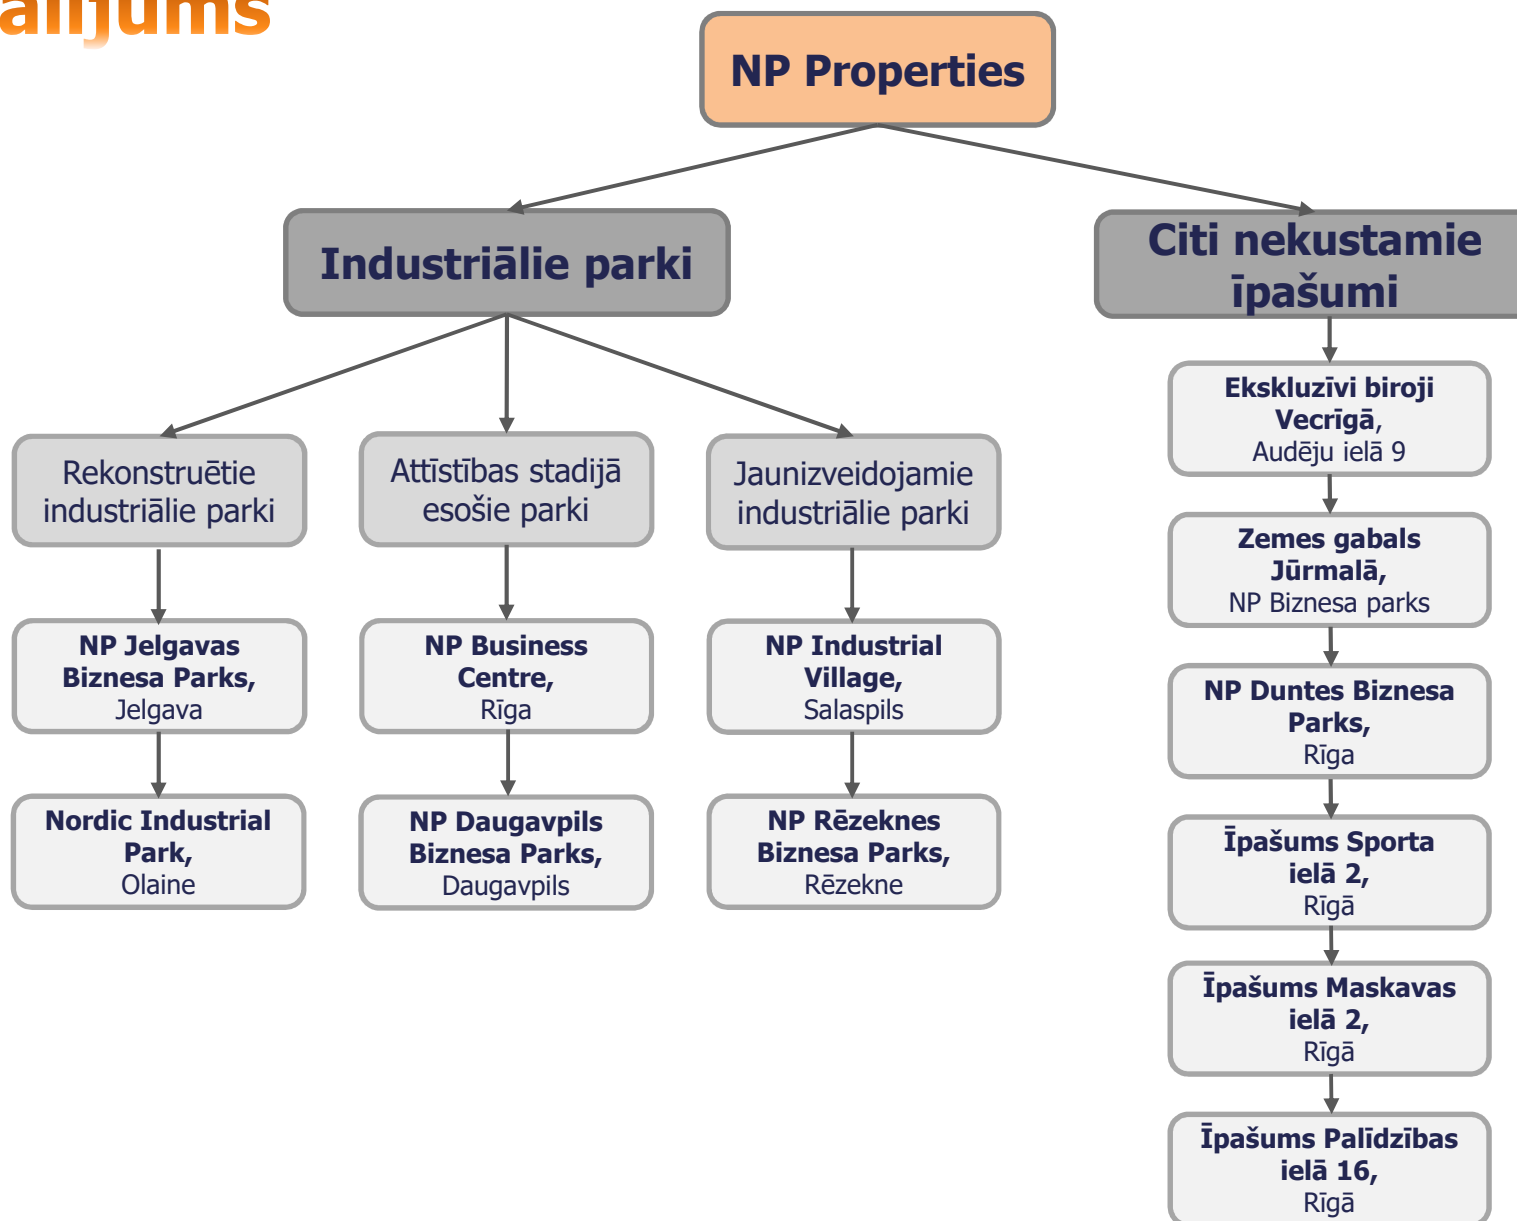 NP Properties
Industriālie parki
Citi nekustamie
īpašumi
Rekonstruētie
industriālie parki
Attīstības stadijā
esošie parki
Jaunizveidojamie
industriālie parki
NP Jelgavas
Biznesa Parks,
Jelgava
NP Business
Centre,
Rīga
NP Industrial
Village,
Salaspils
Nordic Industrial
Park,
Olaine
NP Daugavpils
Biznesa Parks,
Daugavpils
NP Rēzeknes
Biznesa Parks,
Rēzekne
Ekskluzīvi biroji
Vecrīgā,
Audēju ielā 9
Zemes gabals
Jūrmalā,
NP Biznesa parks
NP Duntes Biznesa
Parks,
Rīga
Īpašums Sporta
ielā 2,
Rīgā
Īpašums Maskavas
ielā 2,
Rīgā
Īpašums Palīdzības
ielā 16,
Rīgā